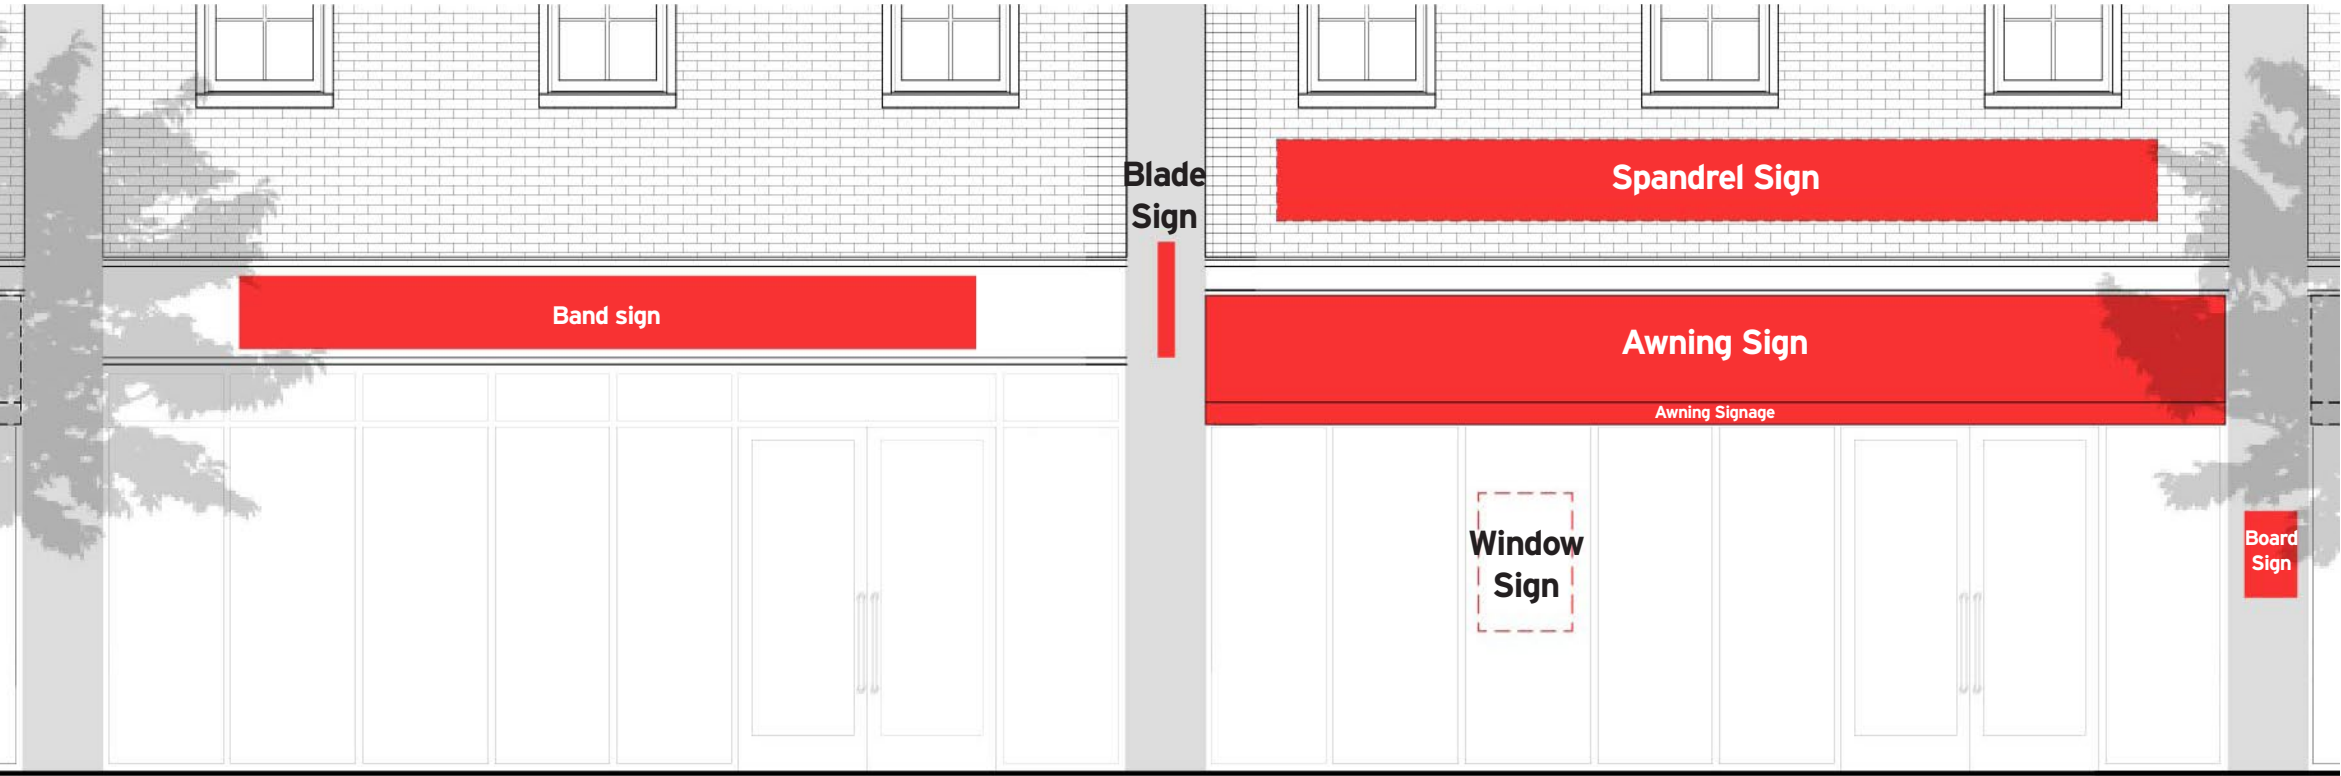 Blade
Sign
Spandrel Sign
Band sign
Awning Sign
Awning Signage
Window
Sign
Board
Sign